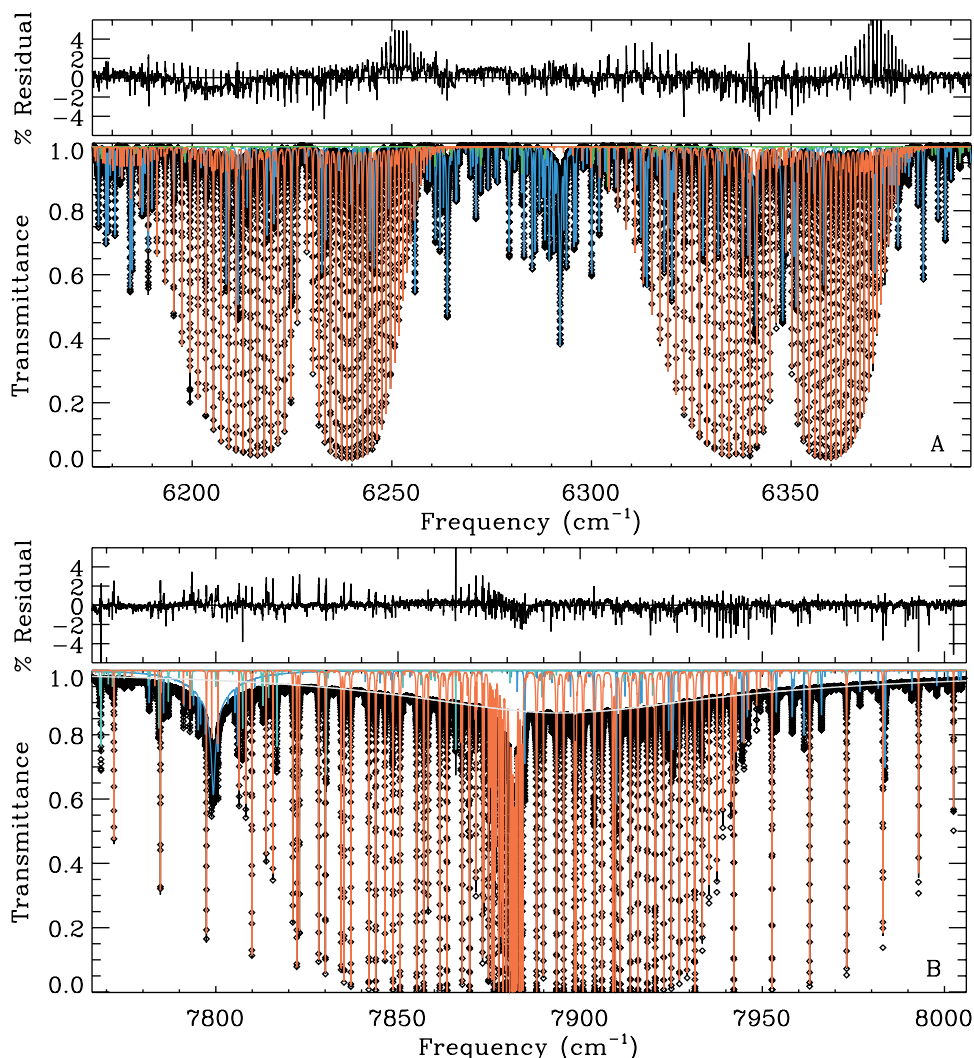 % Residual
4
2
0
−2
−4
Transmittance
1.0
0.8
0.6
0.4
0.2
0.0
A
6200 6250 6300 6350
Frequency (cm⁻¹)
% Residual
4
2
0
−2
−4
Transmittance
1.0
0.8
0.6
0.4
0.2
0.0
B
7800 7850 7900 7950 8000
Frequency (cm⁻¹)